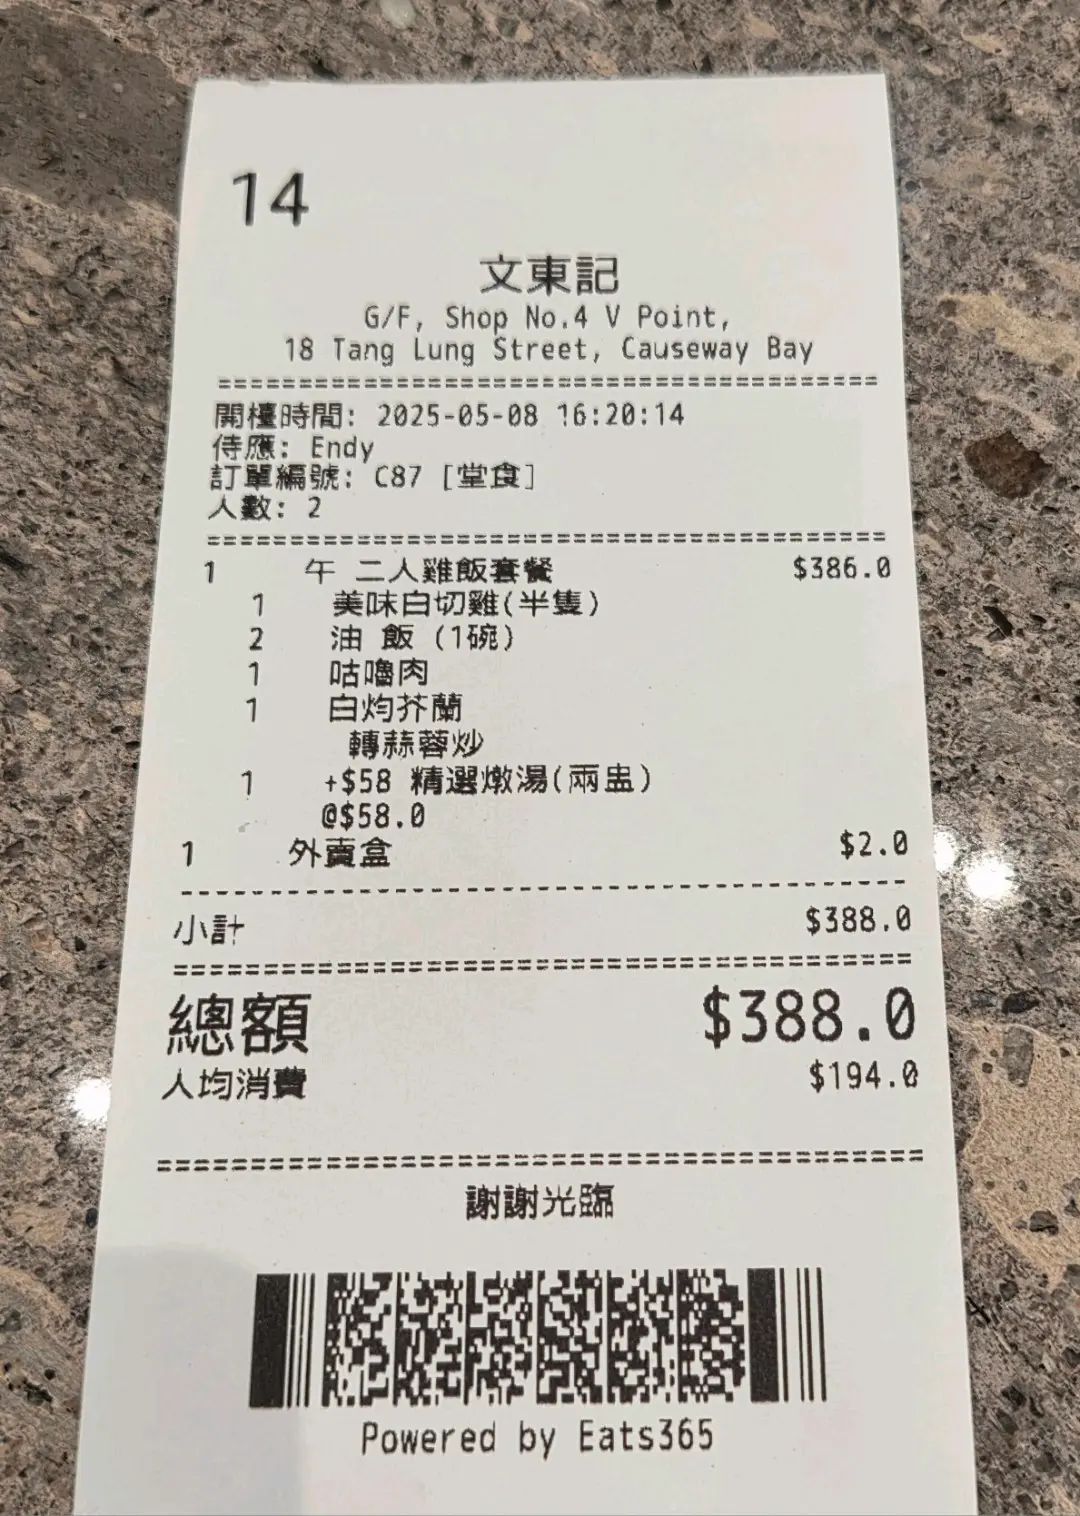 14
文東記
G/F, Shop No.4 V Point,
18 Tang Lung Street, Causeway Bay
========================================
開檯時間: 2025-05-08 16:20:14
侍應: Endy
訂單編號: C87 [堂食]
人數: 2
========================================
1 午 二人雞飯套餐 $386.0
1 美味白切雞(半隻)
2 油 飯 (1碗)
1 咕嚕肉
1 白灼芥蘭
轉蒜蓉炒
1 +$58 精選燉湯(兩盅)
@$58.0
1 外賣盒 $2.0
----------------------------------------
小計 $388.0
========================================
總額 $388.0
人均消費 $194.0
========================================
謝謝光臨
Powered by Eats365